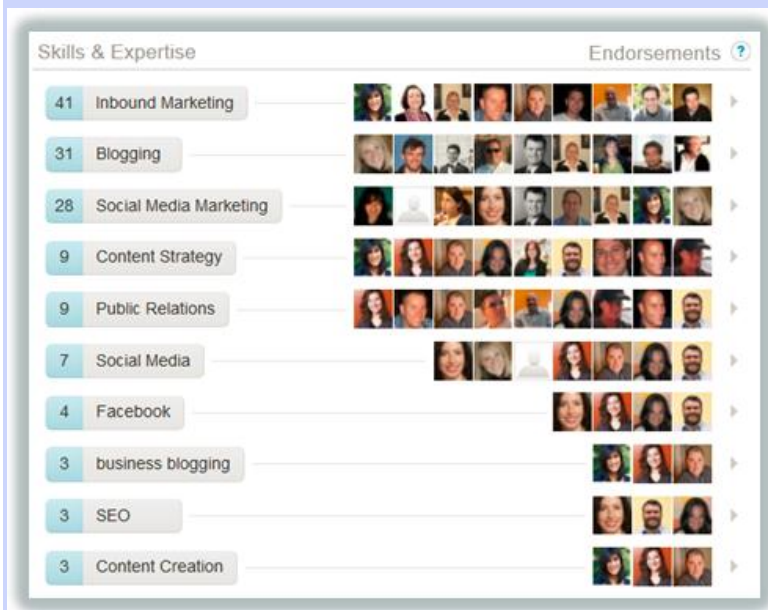 Skills & Expertise Endorsements ?
41 Inbound Marketing
31 Blogging
28 Social Media Marketing
9 Content Strategy
9 Public Relations
7 Social Media
4 Facebook
3 business blogging
3 SEO
3 Content Creation